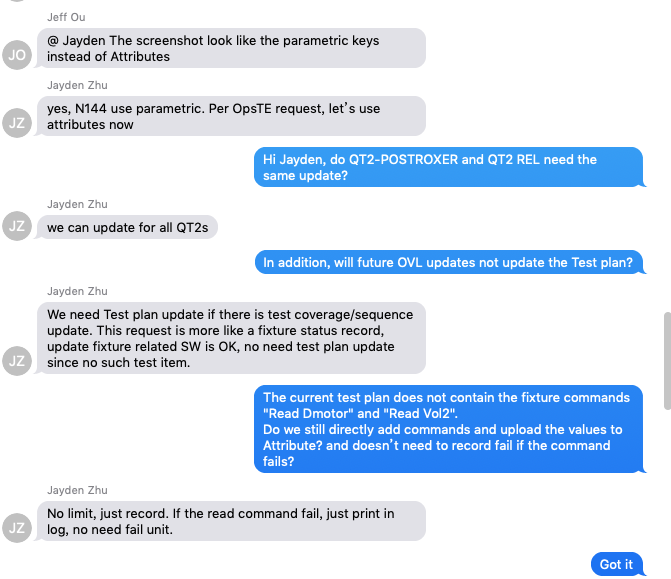 Jeff Ou
JO
@ Jayden The screenshot look like the parametric keys
instead of Attributes
Jayden Zhu
JZ
yes, N144 use parametric. Per OpsTE request, let’s use
attributes now
Hi Jayden, do QT2-POSTROXER and QT2 REL need the
same update?
Jayden Zhu
JZ
we can update for all QT2s
In addition, will future OVL updates not update the Test plan?
Jayden Zhu
JZ
We need Test plan update if there is test coverage/sequence
update. This request is more like a fixture status record,
update fixture related SW is OK, no need test plan update
since no such test item.
The current test plan does not contain the fixture commands
"Read Dmotor" and "Read Vol2".
Do we still directly add commands and upload the values to
Attribute? and doesn’t need to record fail if the command
fails?
Jayden Zhu
JZ
No limit, just record. If the read command fail, just print in
log, no need fail unit.
Got it